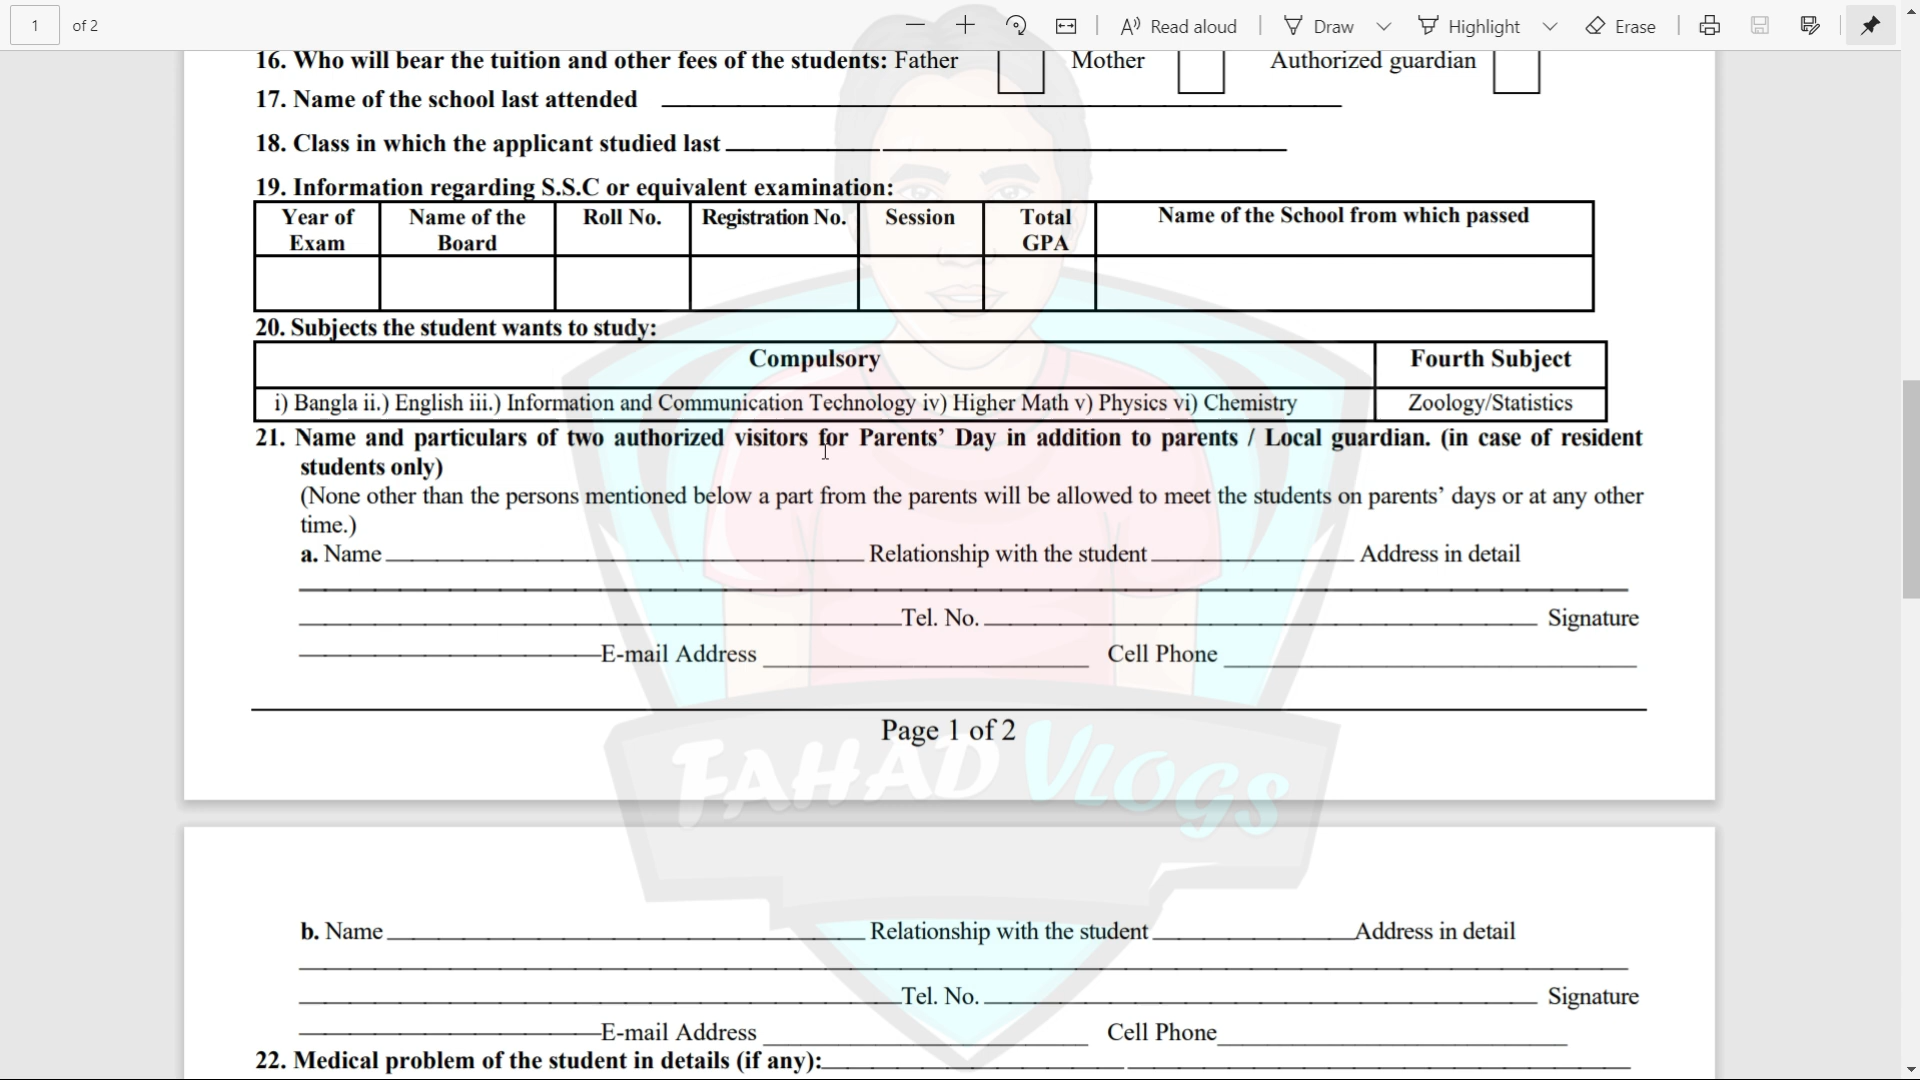 1 of 2 Read aloud Draw Highlight Erase
16. Who will bear the tuition and other fees of the students: Father Mother Authorized guardian
17. Name of the school last attended
18. Class in which the applicant studied last
19. Information regarding S.S.C or equivalent examination:
Year of Exam Name of the Board Roll No. Registration No. Session Total GPA Name of the School from which passed
20. Subjects the student wants to study:
Compulsory Fourth Subject
i) Bangla ii.) English iii.) Information and Communication Technology iv) Higher Math v) Physics vi) Chemistry Zoology/Statistics
21. Name and particulars of two authorized visitors for Parents’ Day in addition to parents / Local guardian. (in case of resident
students only)
(None other than the persons mentioned below a part from the parents will be allowed to meet the students on parents’ days or at any other
time.)
a. Name Relationship with the student Address in detail
Tel. No. Signature
E-mail Address Cell Phone
Page 1 of 2
FAHAD VLOGS
b. Name Relationship with the student Address in detail
Tel. No. Signature
E-mail Address Cell Phone
22. Medical problem of the student in details (if any):